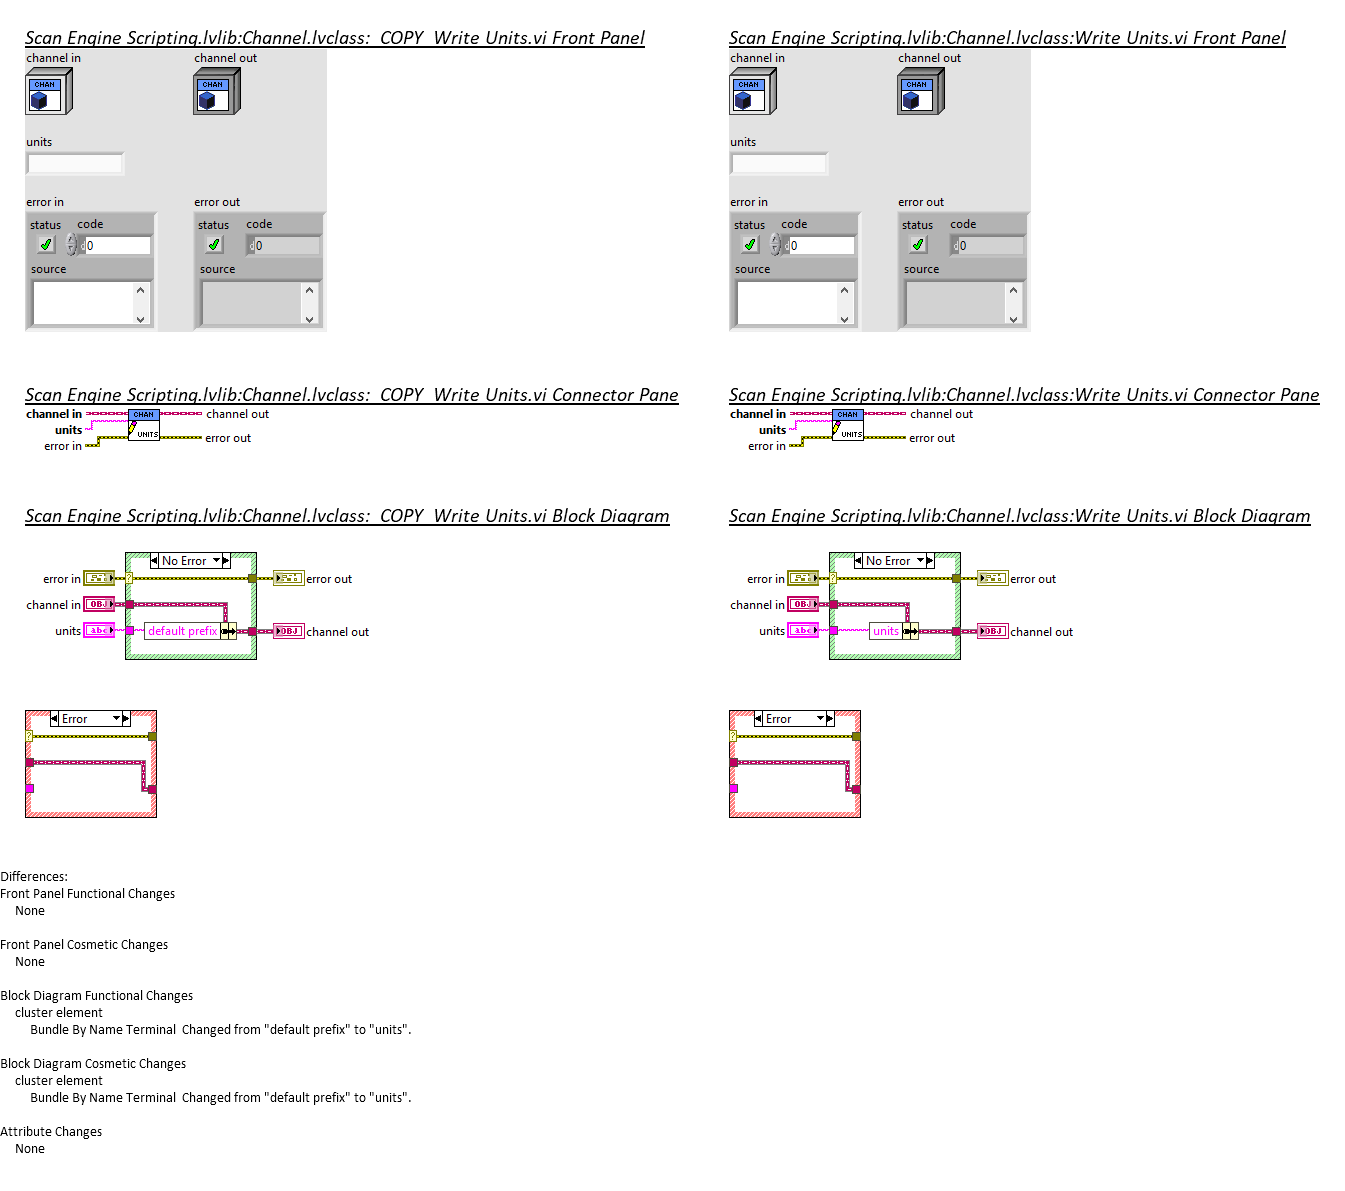 Scan Engine Scripting.lvlib:Channel.lvclass:_COPY_Write Units.vi Front Panel
channel in
channel out
CHAN
CHAN
units
error in
error out
status
code
status
code
d
0
d
0
source
source
Scan Engine Scripting.lvlib:Channel.lvclass:Write Units.vi Front Panel
channel in
channel out
CHAN
CHAN
units
error in
error out
status
code
status
code
d
0
d
0
source
source
Scan Engine Scripting.lvlib:Channel.lvclass:_COPY_Write Units.vi Connector Pane
channel in
CHAN
channel out
units
UNITS
error out
error in
Scan Engine Scripting.lvlib:Channel.lvclass:Write Units.vi Connector Pane
channel in
CHAN
channel out
units
UNITS
error out
error in
Scan Engine Scripting.lvlib:Channel.lvclass:_COPY_Write Units.vi Block Diagram
No Error
error in
?
error out
channel in
OBJ
units
abc
default prefix
OBJ
channel out
Error
?
Scan Engine Scripting.lvlib:Channel.lvclass:Write Units.vi Block Diagram
No Error
error in
?
error out
channel in
OBJ
units
abc
units
OBJ
channel out
Error
?
Differences:
Front Panel Functional Changes
None
Front Panel Cosmetic Changes
None
Block Diagram Functional Changes
cluster element
Bundle By Name Terminal  Changed from "default prefix" to "units".
Block Diagram Cosmetic Changes
cluster element
Bundle By Name Terminal  Changed from "default prefix" to "units".
Attribute Changes
None